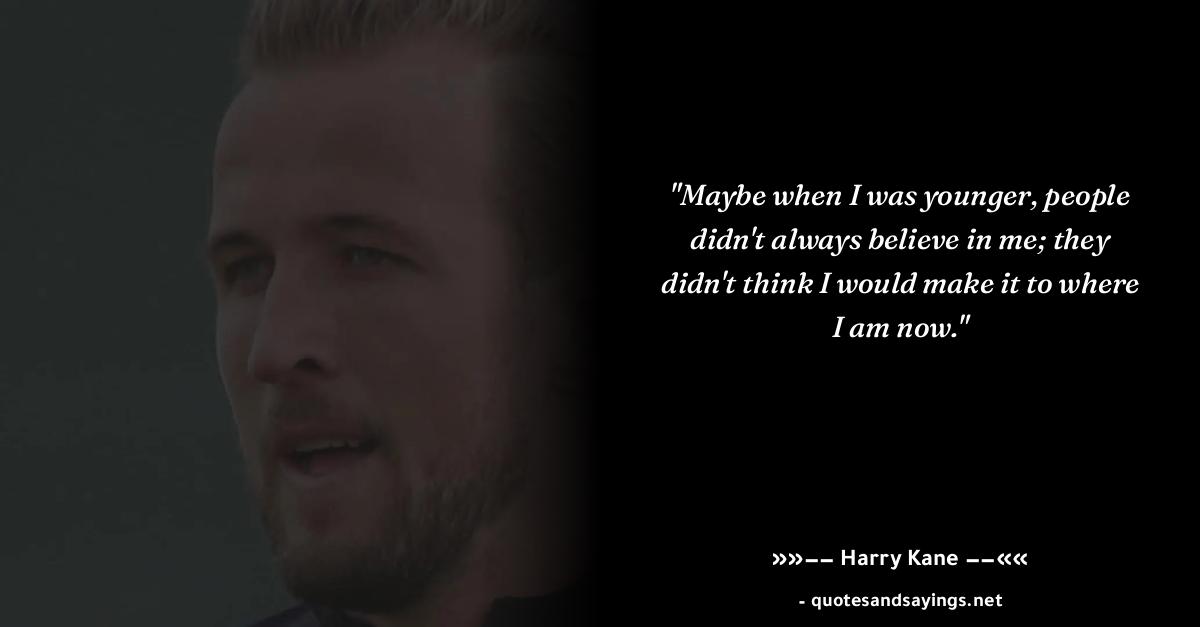 "Maybe when I was younger, people
didn't always believe in me; they
didn't think I would make it to where
I am now."
»»−− Harry Kane −−««
- quotesandsayings.net